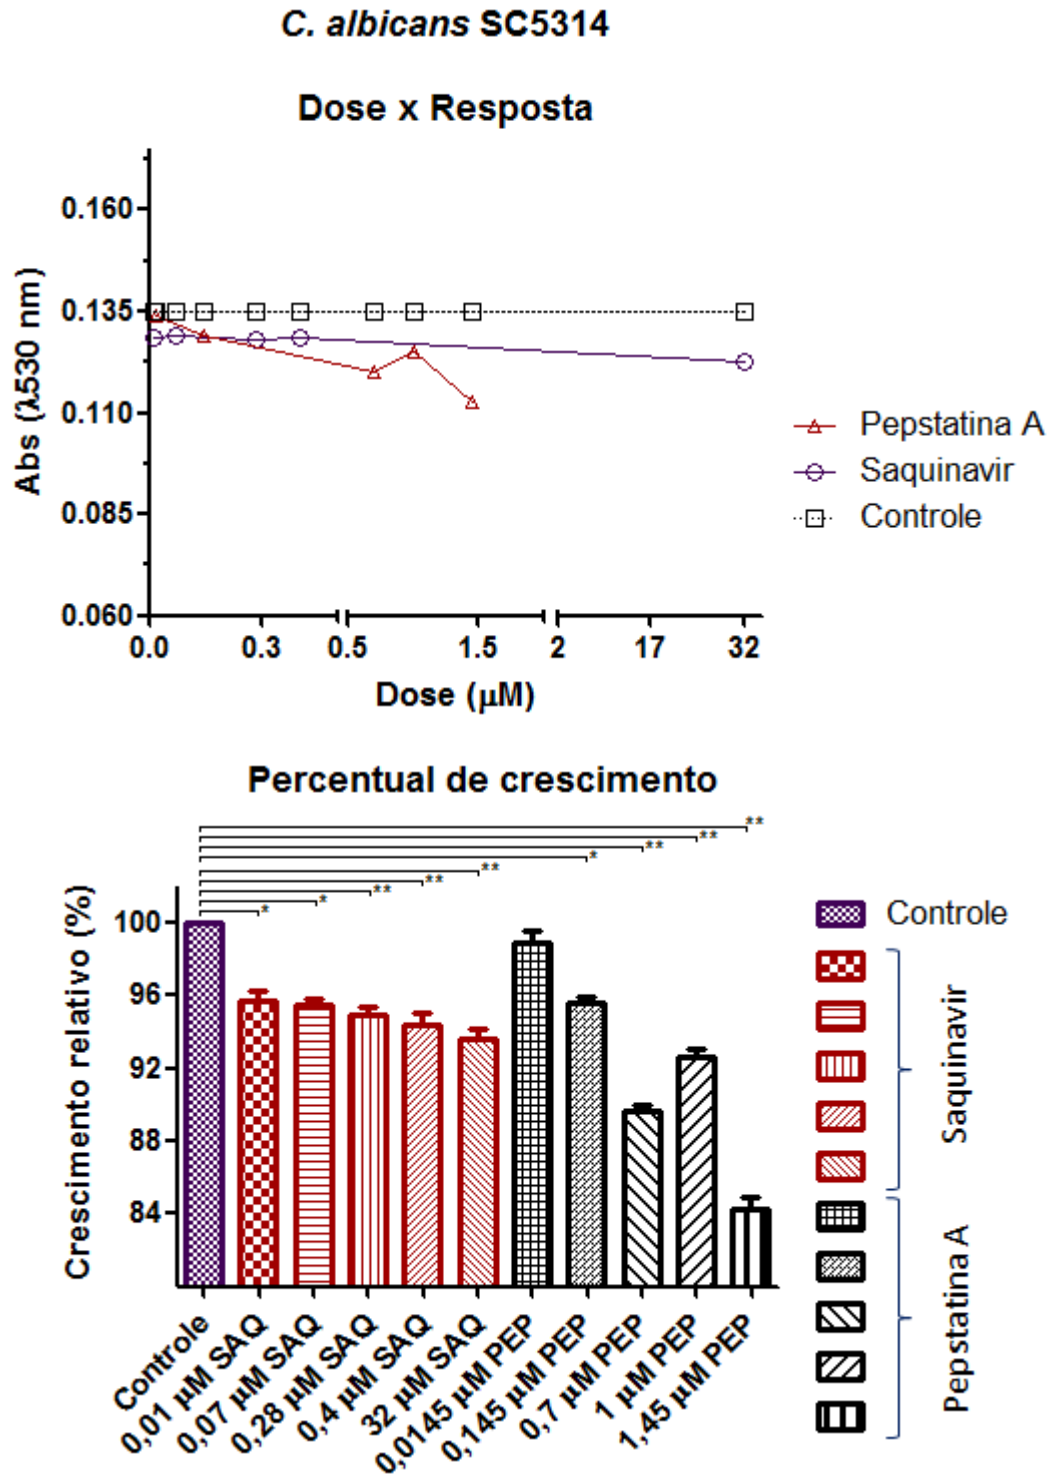 C. albicans SC5314
Dose x Resposta
Abs (λ530 nm)
0.160
0.135
0.110
0.085
0.060
0.0 0.3 0.5 1.5 2 17 32
Dose (µM)
Pepstatina A
Saquinavir
Controle
Percentual de crescimento
**
**
**
*
**
**
**
*
*
Crescimento relativo (%)
100
96
92
88
84
Controle
0,01 µM SAQ
0,07 µM SAQ
0,28 µM SAQ
0,4 µM SAQ
32 µM SAQ
0,0145 µM PEP
0,145 µM PEP
0,7 µM PEP
1 µM PEP
1,45 µM PEP
Controle
Saquinavir
Pepstatina A